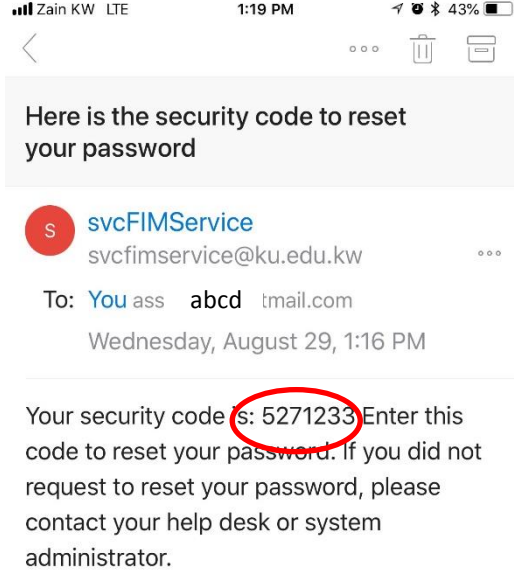 Zain KW LTE 1:19 PM 43%
Here is the security code to reset
your password
S
svcFIMService
svcfimservice@ku.edu.kw
To: You ass abcd tmail.com
Wednesday, August 29, 1:16 PM
Your security code is: 5271233 Enter this
code to reset your password. If you did not
request to reset your password, please
contact your help desk or system
administrator.